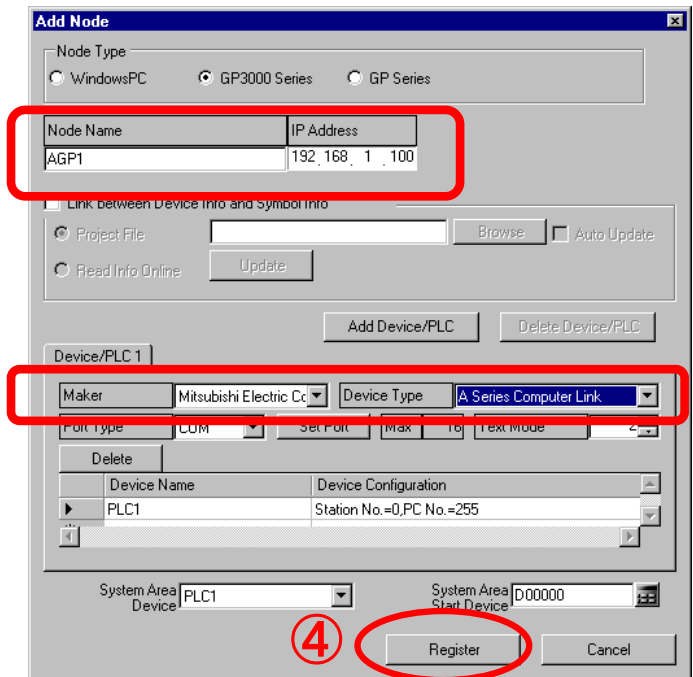 Add Node
Node Type
WindowsPC GP3000 Series GP Series
Node Name IP Address
AGP1 192 168 1 100
Link between Device Info and Symbol Info
Project File Browse Auto Update
Read Info Online Update
Add Device/PLC Delete Device/PLC
Device/PLC 1
Maker Mitsubishi Electric Co Device Type A Series Computer Link
Port Type COM Set Port Max 16 Text Mode 2
Delete
Device Name Device Configuration
PLC1 Station No.=0,PC No.=255
System Area Device PLC1 System Area Start Device D00000
④ Register Cancel